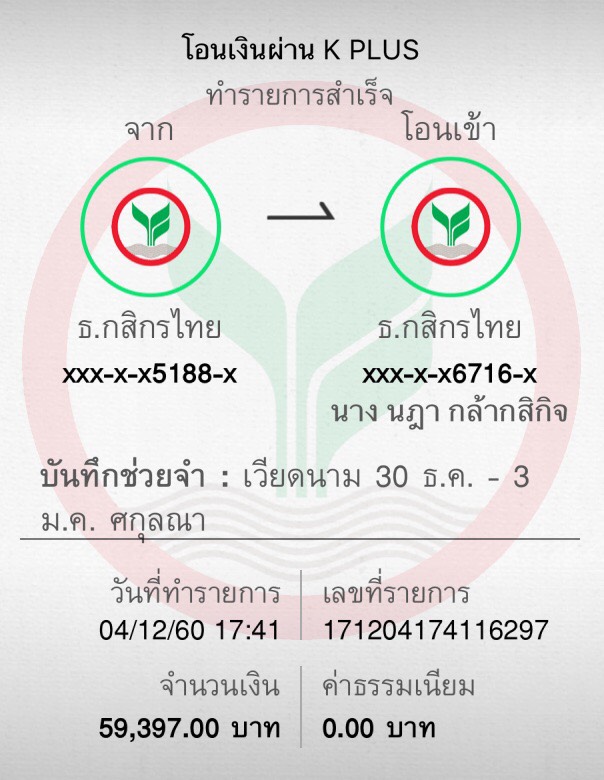 โอนเงินผ่าน K PLUS
ทำรายการสำเร็จ
จาก
โอนเข้า
ธ.กสิกรไทย
ธ.กสิกรไทย
xxx-x-x5188-x
xxx-x-x6716-x
นาง นฎา กล้ากสิกิจ
บันทึกช่วยจำ : เวียดนาม 30 ธ.ค. - 3
ม.ค. ศกุลณา
วันที่ทำรายการ
เลขที่รายการ
04/12/60 17:41
171204174116297
จำนวนเงิน
ค่าธรรมเนียม
59,397.00 บาท
0.00 บาท